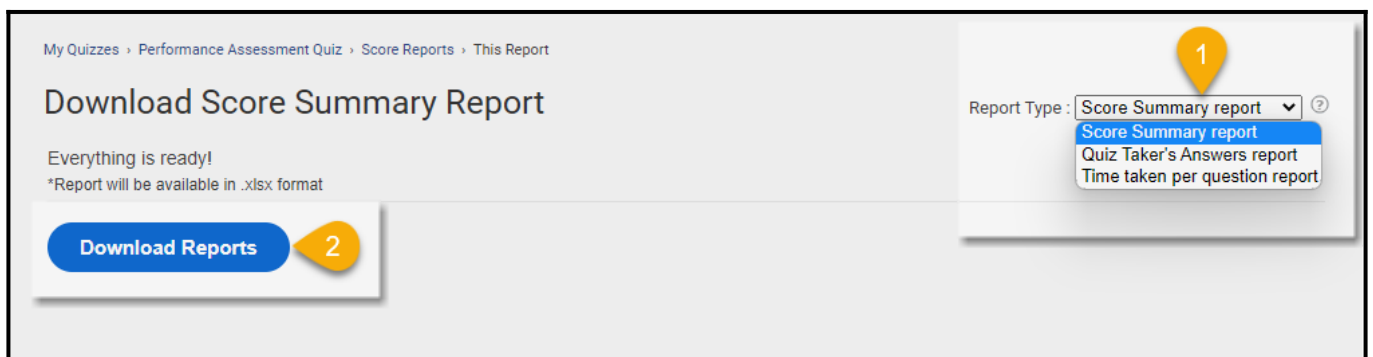 My Quizzes › Performance Assessment Quiz › Score Reports › This Report
1
Download Score Summary Report
Report Type : Score Summary report ?
Score Summary report
Quiz Taker's Answers report
Time taken per question report
Everything is ready!
*Report will be available in .xlsx format
Download Reports 2